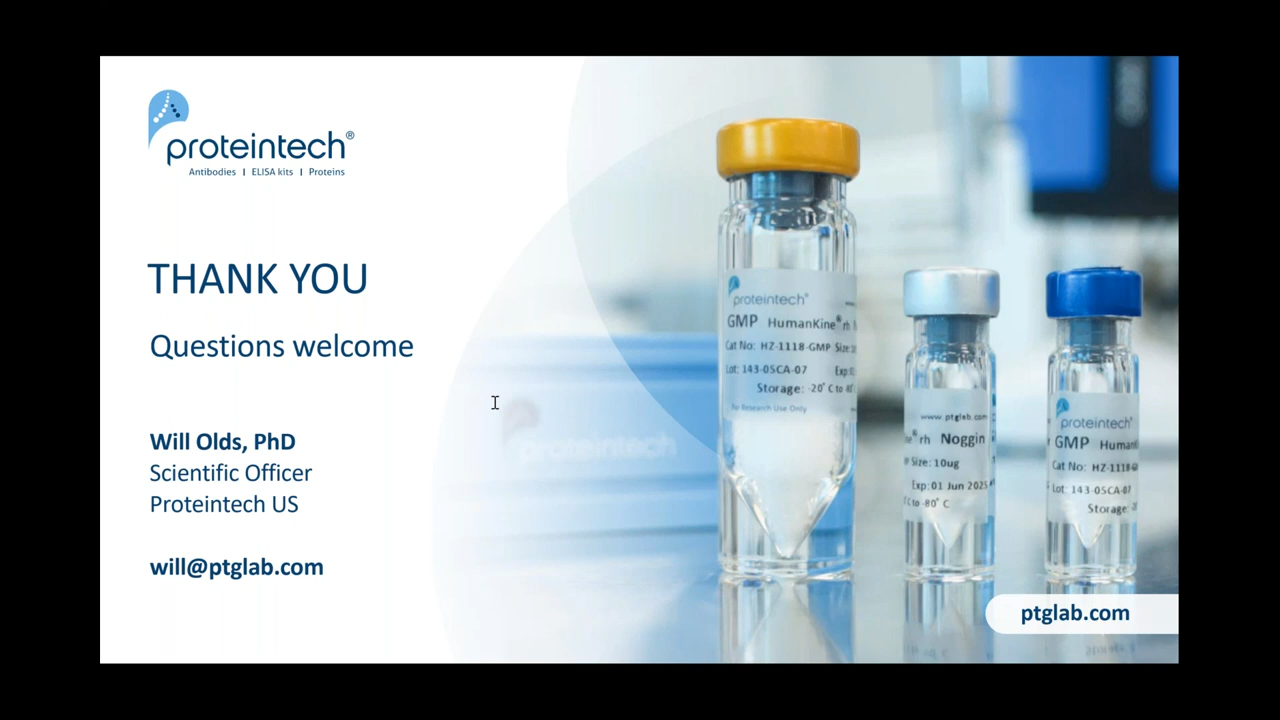 proteintech®
Antibodies | ELISA kits | Proteins
THANK YOU
Questions welcome
Will Olds, PhD
Scientific Officer
Proteintech US
will@ptglab.com
proteintech®
GMP HumanKine® rh
Cat No: HZ-1118-GMP Size:
Lot: 143-05CA-07 Exp:
Storage: -20° C to
For Research Use Only
www.ptglab.com
rh Noggin
Size: 10ug
Exp: 01 Jun 2025
C to -80° C
proteintech®
GMP
Cat No: HZ-1118
Lot: 143-05CA-07
Storage:
proteintech
ptglab.com